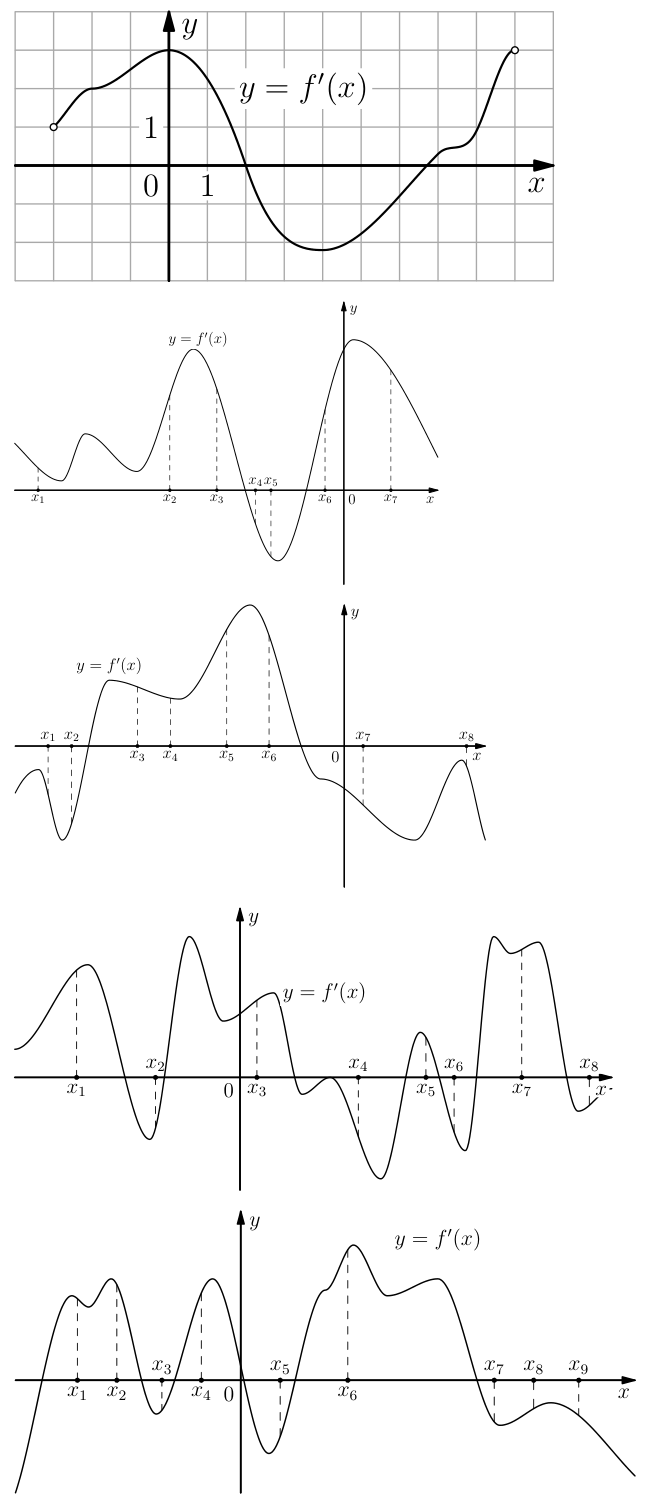 y
y = f′(x)
1
0 1 x
y
y = f′(x)
x₄ x₅
x₁ x₂ x₃ x₆ 0 x₇ x
y
y = f′(x)
x₁ x₂ x₇ x₈
x₃ x₄ x₅ x₆ 0 x
y
y = f′(x)
x₂ x₄ x₆ x₈
x₁ 0 x₃ x₅ x₇ x
y
y = f′(x)
x₃ x₅ x₇ x₈ x₉
x₁ x₂ x₄ 0 x₆ x